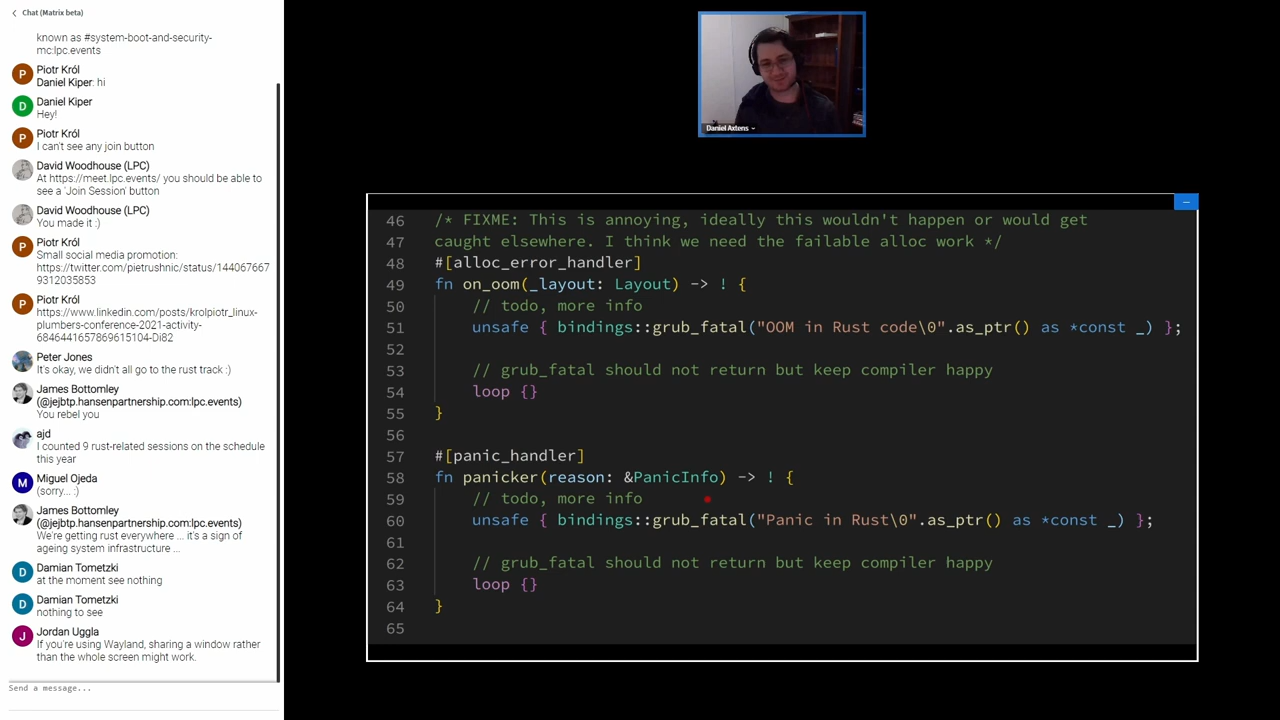 Chat (Matrix beta)
known as #system-boot-and-security-
mc:lpc.events
P
Piotr Król
Daniel Kiper: hi
D
Daniel Kiper
Hey!
P
Piotr Król
I can't see any join button
David Woodhouse (LPC)
At https://meet.lpc.events/ you should be able to
see a 'Join Session' button
David Woodhouse (LPC)
You made it :)
P
Piotr Król
Small social media promotion:
https://twitter.com/pietrushnic/status/144067667
9312035853
P
Piotr Król
https://www.linkedin.com/posts/krolpiotr_linux-
plumbers-conference-2021-activity-
6846441657869615104-Di82
Peter Jones
It's okay, we didn't all go to the rust track :)
James Bottomley
(@jejbtp.hansenpartnership.com:lpc.events)
You rebel you
ajd
I counted 9 rust-related sessions on the schedule
this year
M
Miguel Ojeda
(sorry... :)
James Bottomley
(@jejbtp.hansenpartnership.com:lpc.events)
We're getting rust everywhere ... it's a sign of
ageing system infrastructure ...
D
Damian Tometzki
at the moment see nothing
D
Damian Tometzki
nothing to see
J
Jordan Uggla
If you're using Wayland, sharing a window rather
than the whole screen might work.
Send a message...
Daniel Axtens
46 /* FIXME: This is annoying, ideally this wouldn't happen or would get
47 caught elsewhere. I think we need the failable alloc work */
48 #[alloc_error_handler]
49 fn on_oom(_layout: Layout) -> ! {
50 // todo, more info
51 unsafe { bindings::grub_fatal("OOM in Rust code\0".as_ptr() as *const _) };
52
53 // grub_fatal should not return but keep compiler happy
54 loop {}
55 }
56
57 #[panic_handler]
58 fn panicker(reason: &PanicInfo) -> ! {
59 // todo, more info
60 unsafe { bindings::grub_fatal("Panic in Rust\0".as_ptr() as *const _) };
61
62 // grub_fatal should not return but keep compiler happy
63 loop {}
64 }
65